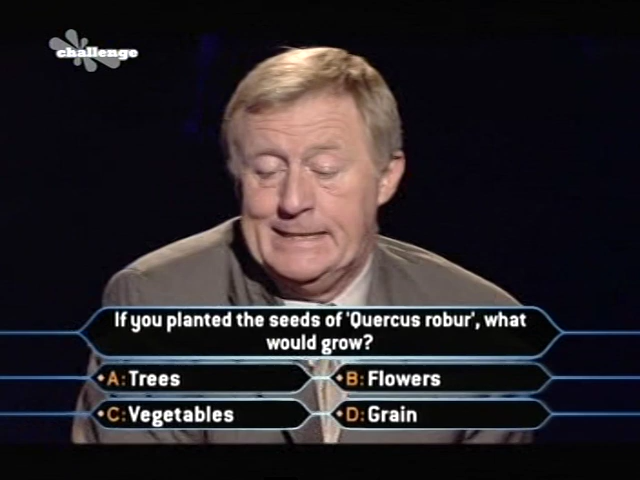 challenge
If you planted the seeds of 'Quercus robur', what
would grow?
A: Trees
B: Flowers
C: Vegetables
D: Grain